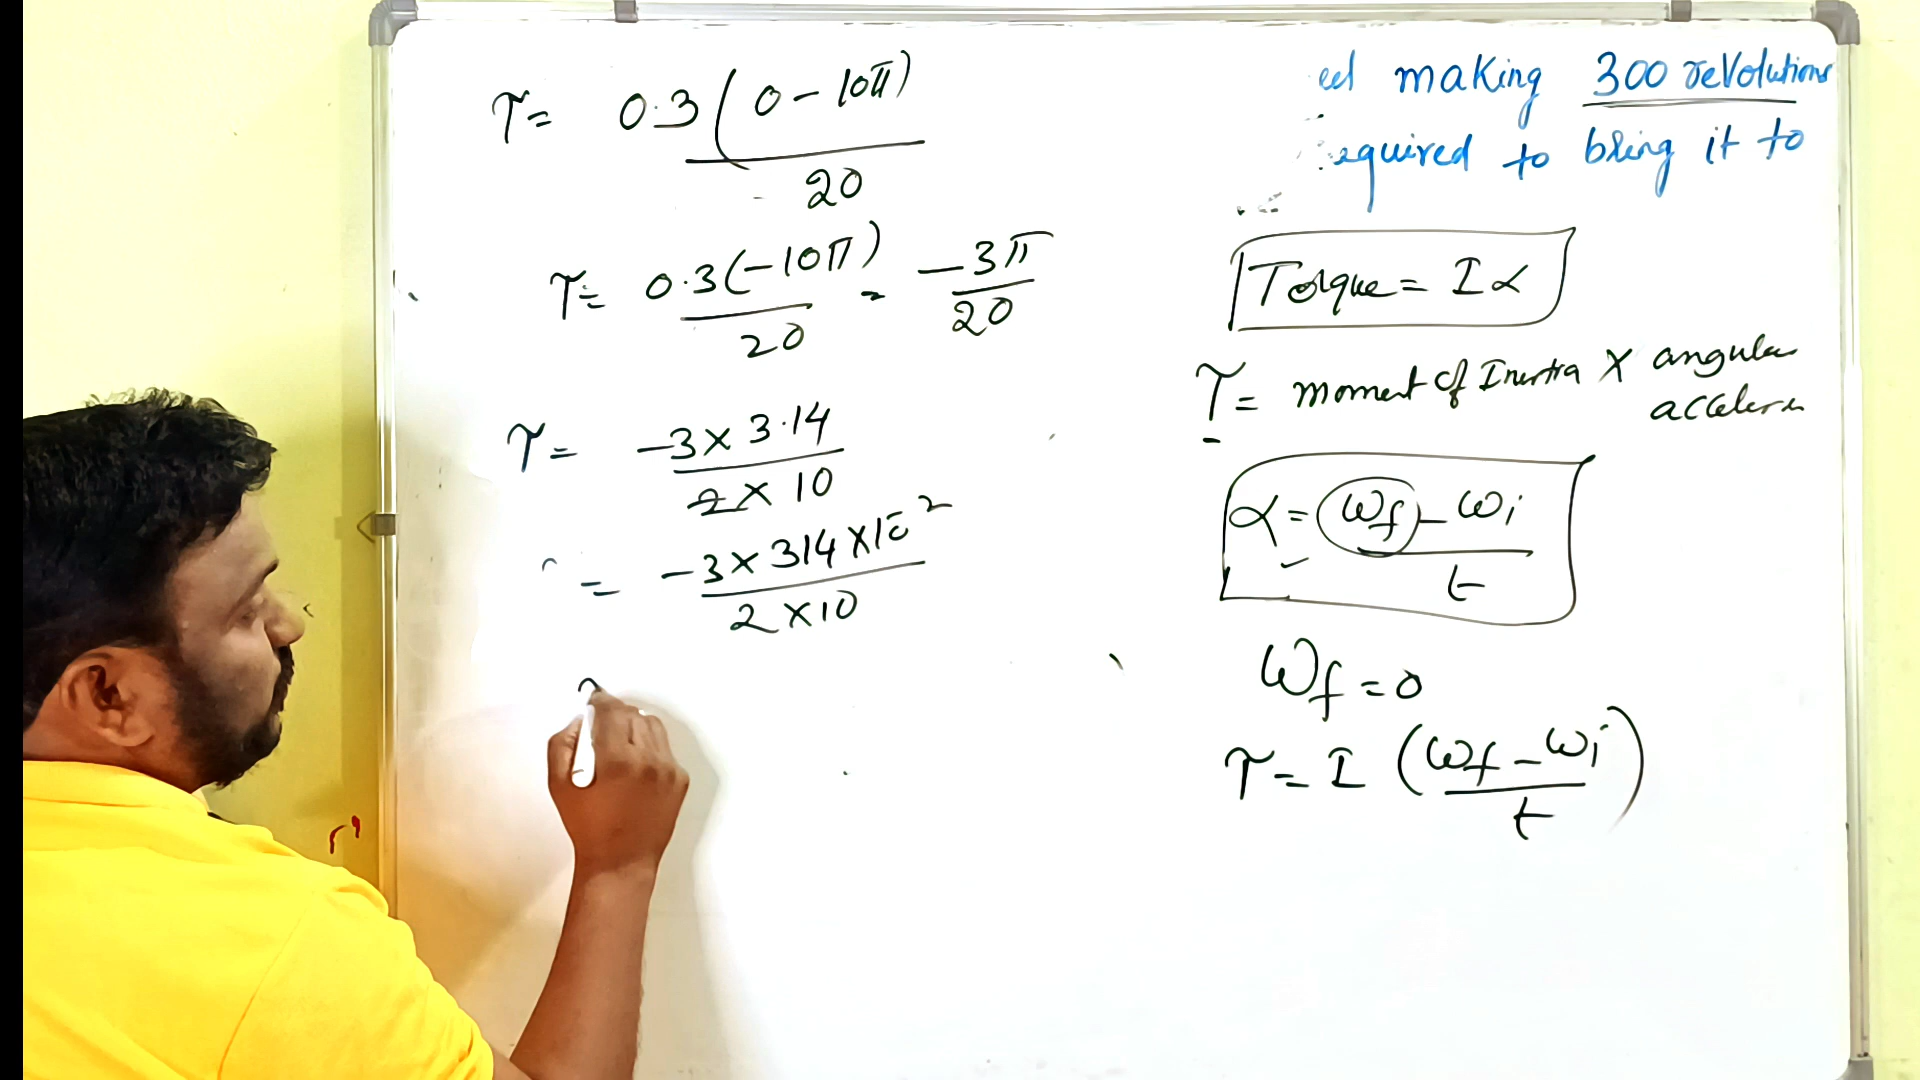 τ = 0.3 ( 0 - 10π )
20
τ = 0.3 (-10π) = -3π
20 20
τ = -3 × 3.14
2 × 10
= -3 × 314 × 10⁻²
2 × 10
making 300 revolutions
required to bring it to
Torque = Iα
τ = moment of Inertia × angular
α = ωf - ωi
t
ωf = 0
τ = I ( ωf - ωi )
t